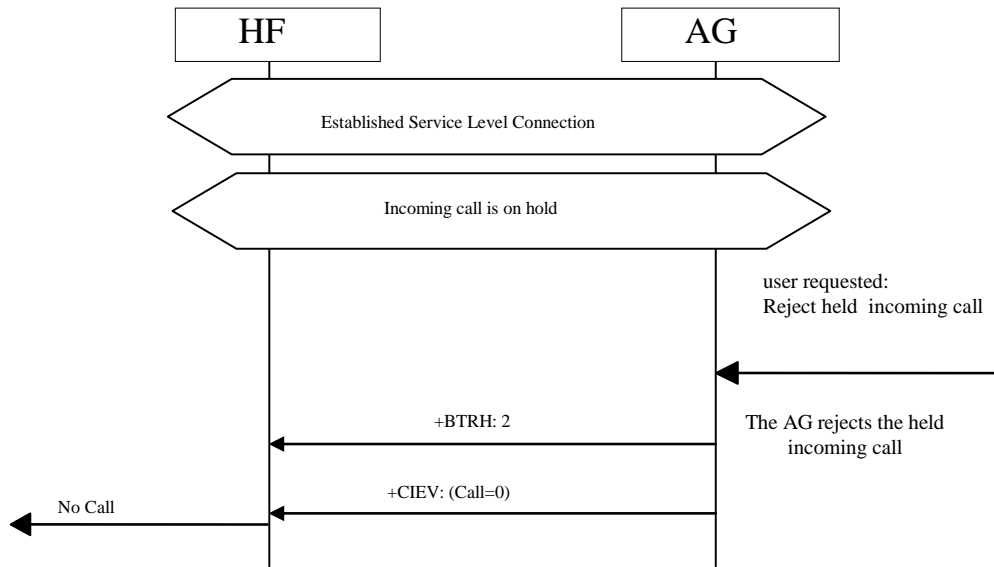 HF
AG
Established Service Level Connection
Incoming call is on hold
user requested:
Reject held incoming call
+BTRH: 2
The AG rejects the held
incoming call
+CIEV: (Call=0)
No Call